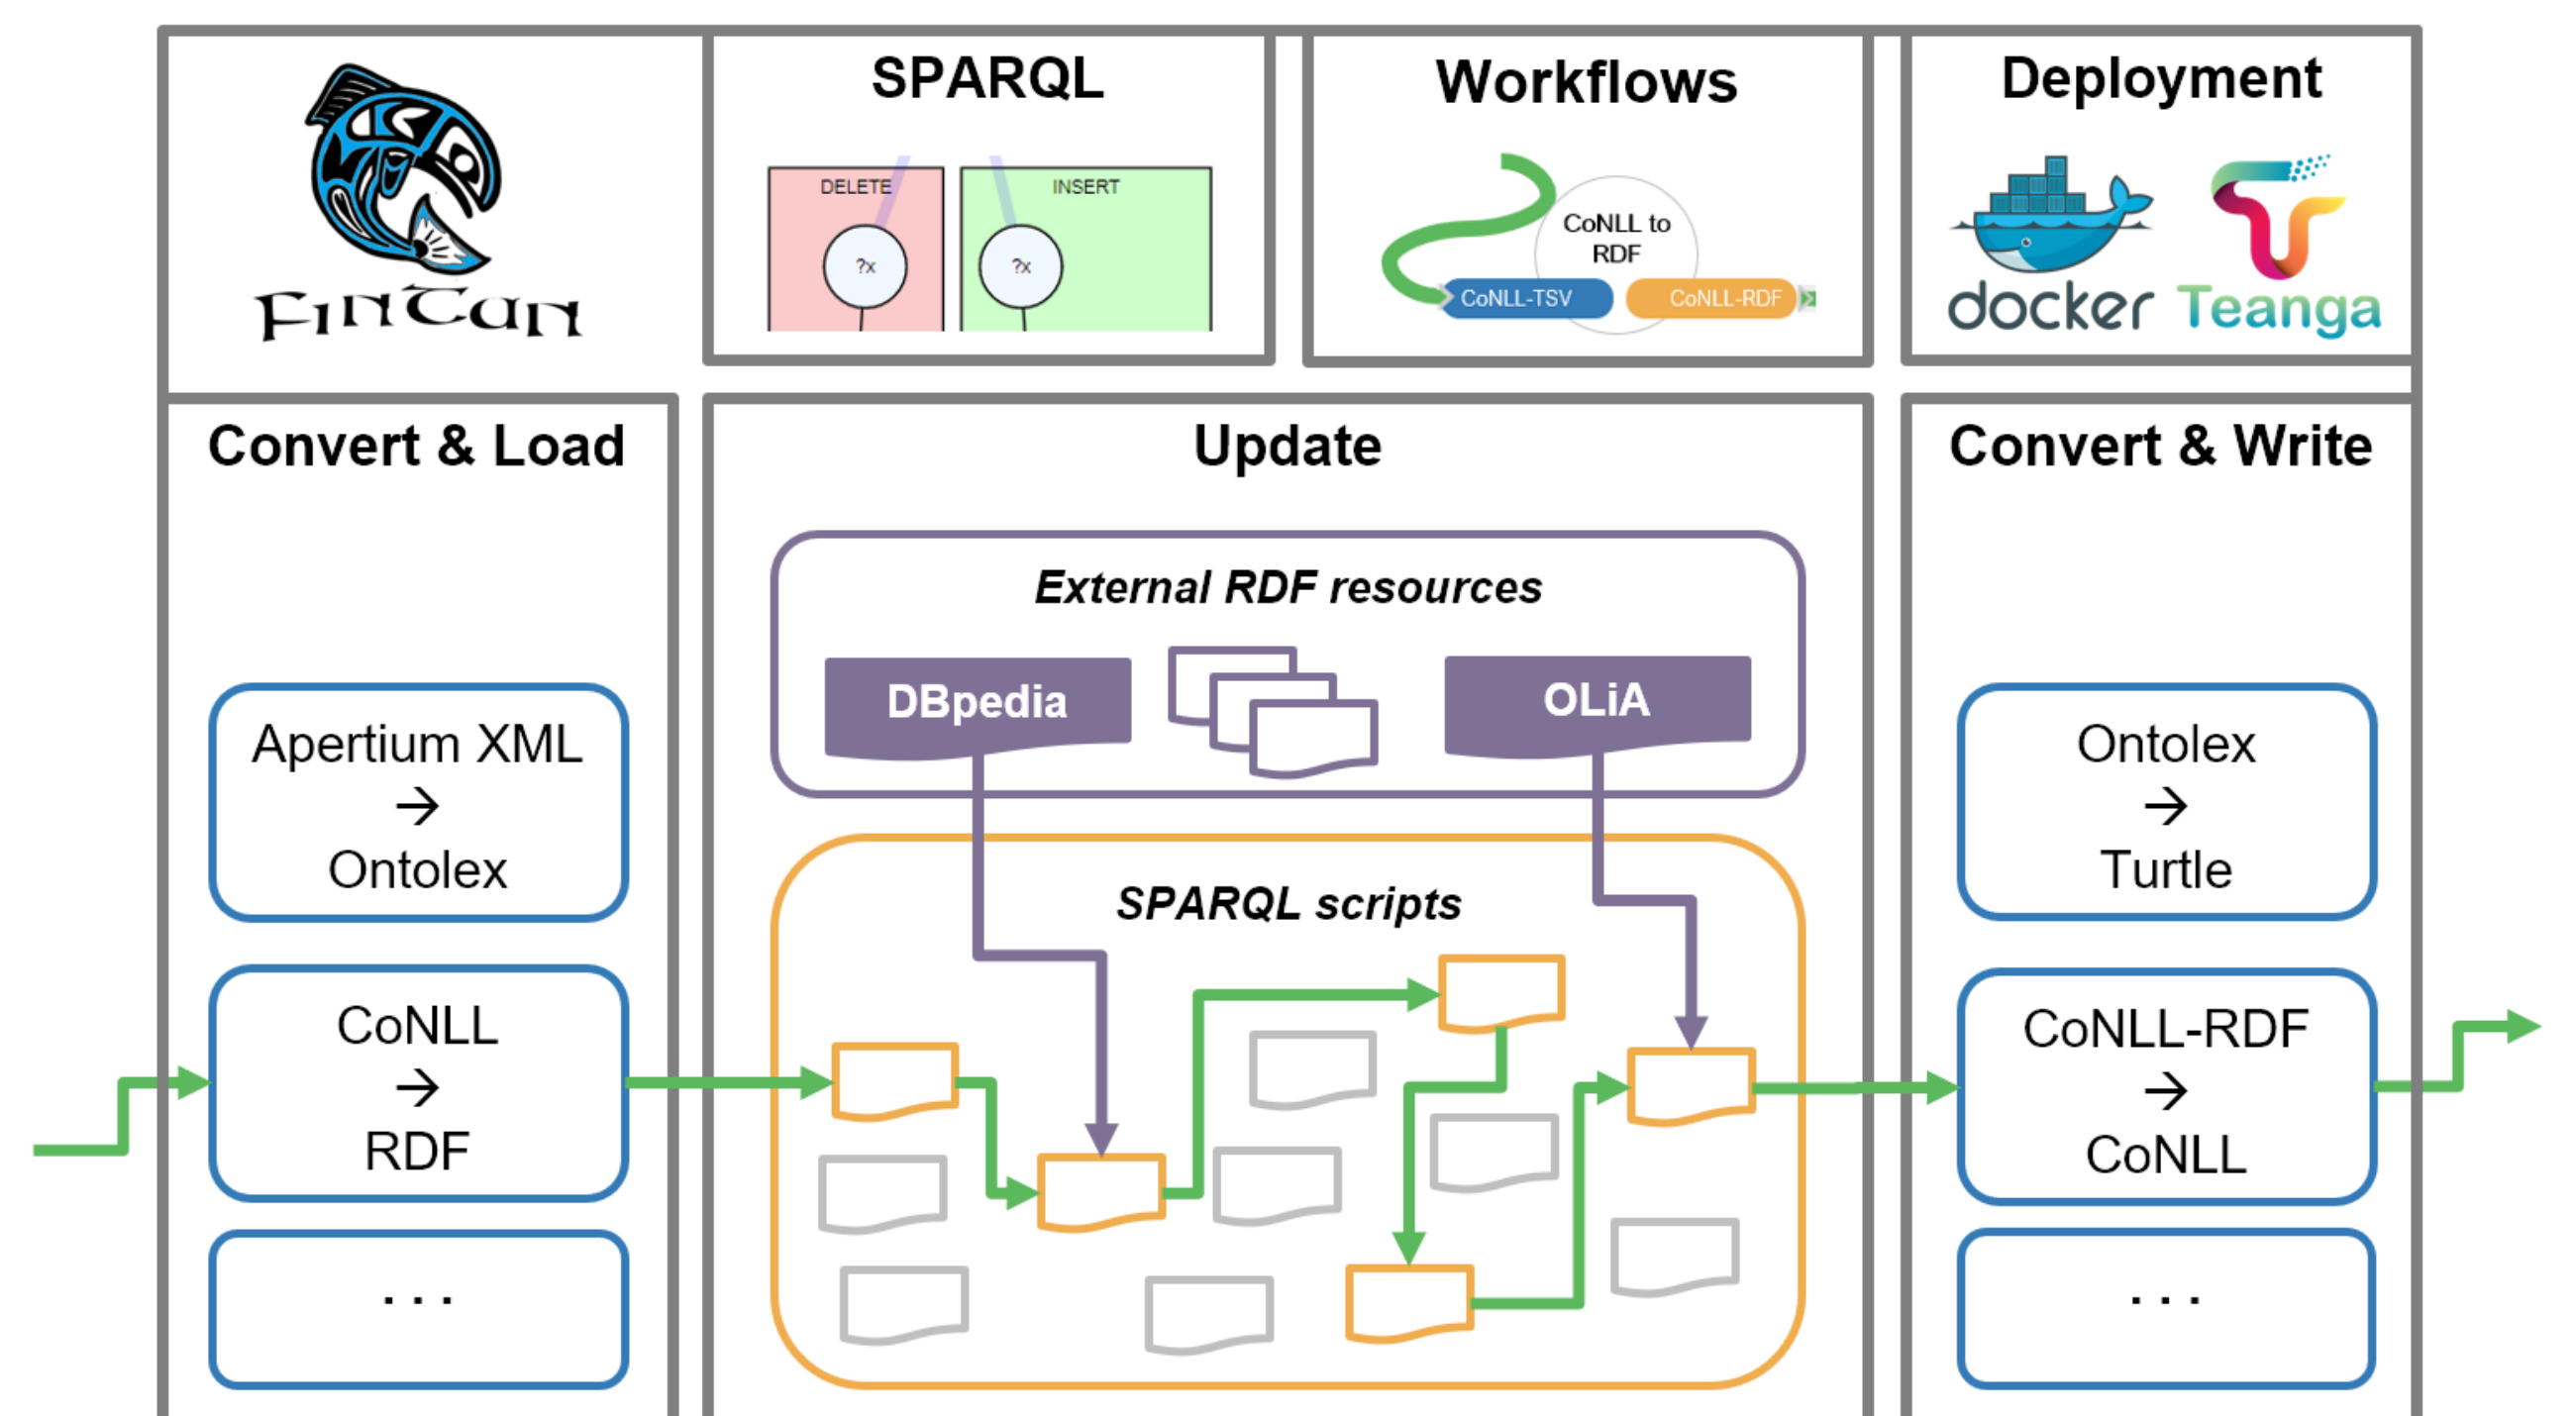 FINTAN
SPARQL
DELETE
INSERT
?x
?x
Workflows
CoNLL to
RDF
CoNLL-TSV
CoNLL-RDF
Deployment
docker
Teanga
Convert & Load
Apertium XML
→
Ontolex
CoNLL
→
RDF
...
Update
External RDF resources
DBpedia
OLiA
SPARQL scripts
Convert & Write
Ontolex
→
Turtle
CoNLL-RDF
→
CoNLL
...